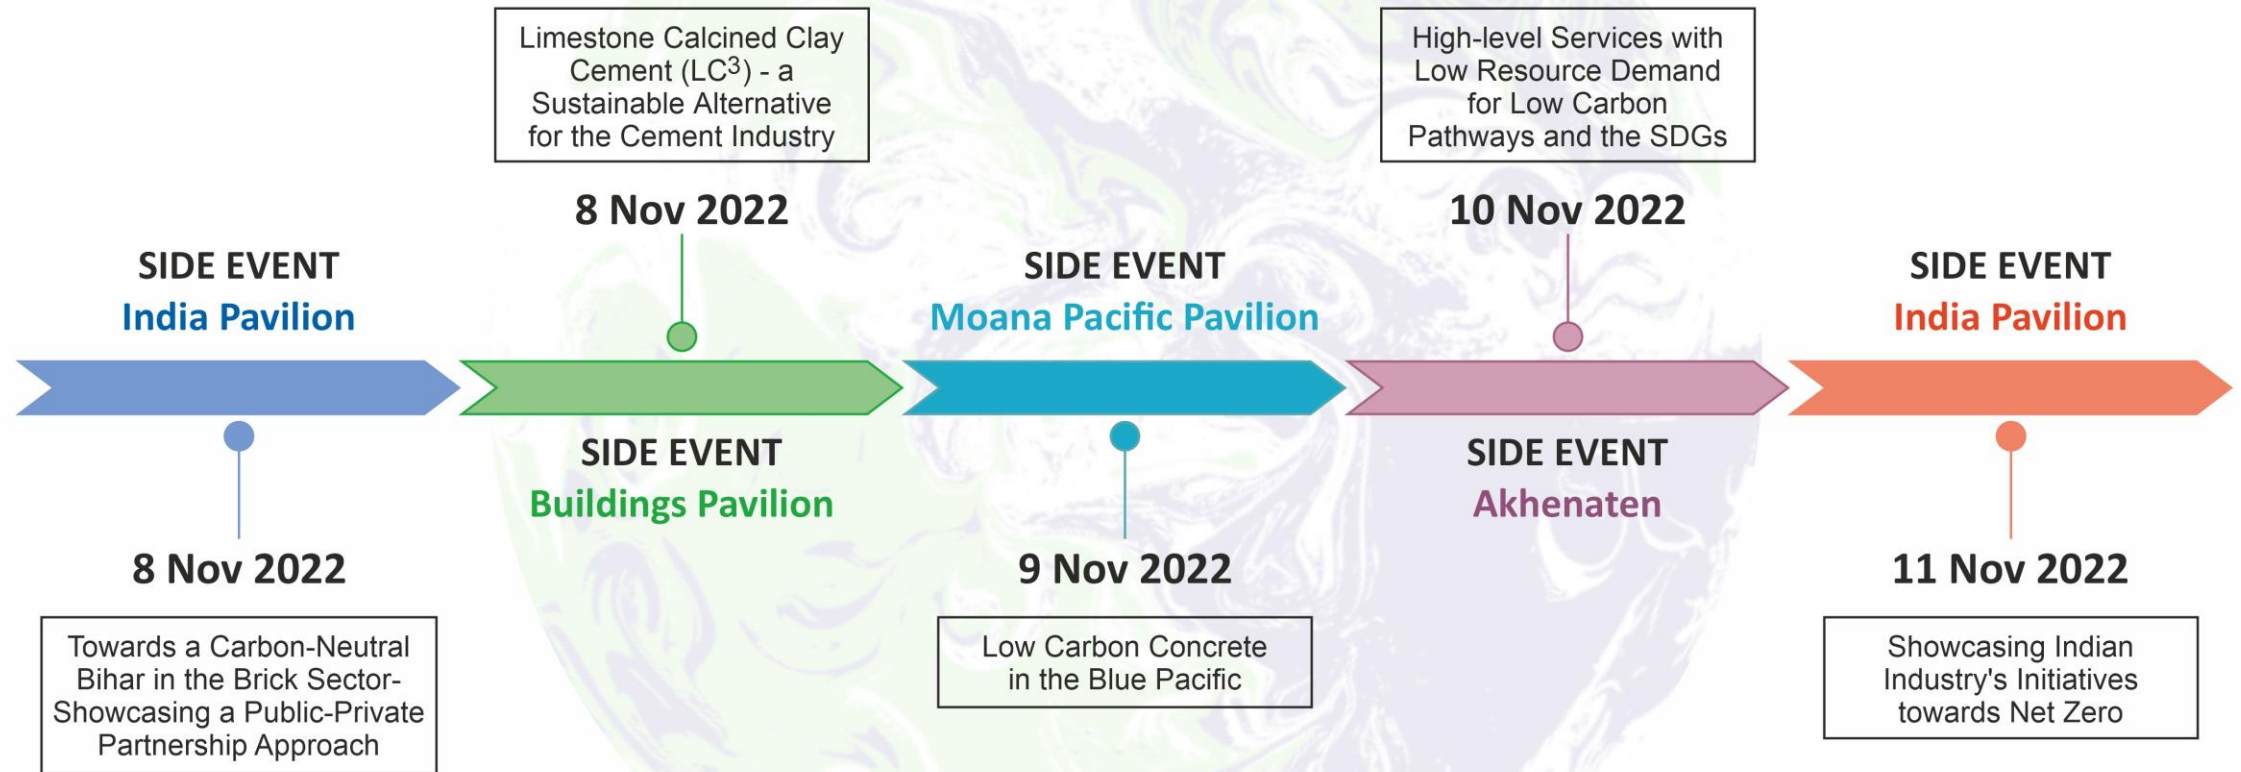 SIDE EVENT
India Pavilion
8 Nov 2022
Towards a Carbon-Neutral
Bihar in the Brick Sector-
Showcasing a Public-Private
Partnership Approach
Limestone Calcined Clay
Cement (LC³) - a
Sustainable Alternative
for the Cement Industry
8 Nov 2022
SIDE EVENT
Buildings Pavilion
SIDE EVENT
Moana Pacific Pavilion
9 Nov 2022
Low Carbon Concrete
in the Blue Pacific
High-level Services with
Low Resource Demand
for Low Carbon
Pathways and the SDGs
10 Nov 2022
SIDE EVENT
Akhenaten
SIDE EVENT
India Pavilion
11 Nov 2022
Showcasing Indian
Industry's Initiatives
towards Net Zero